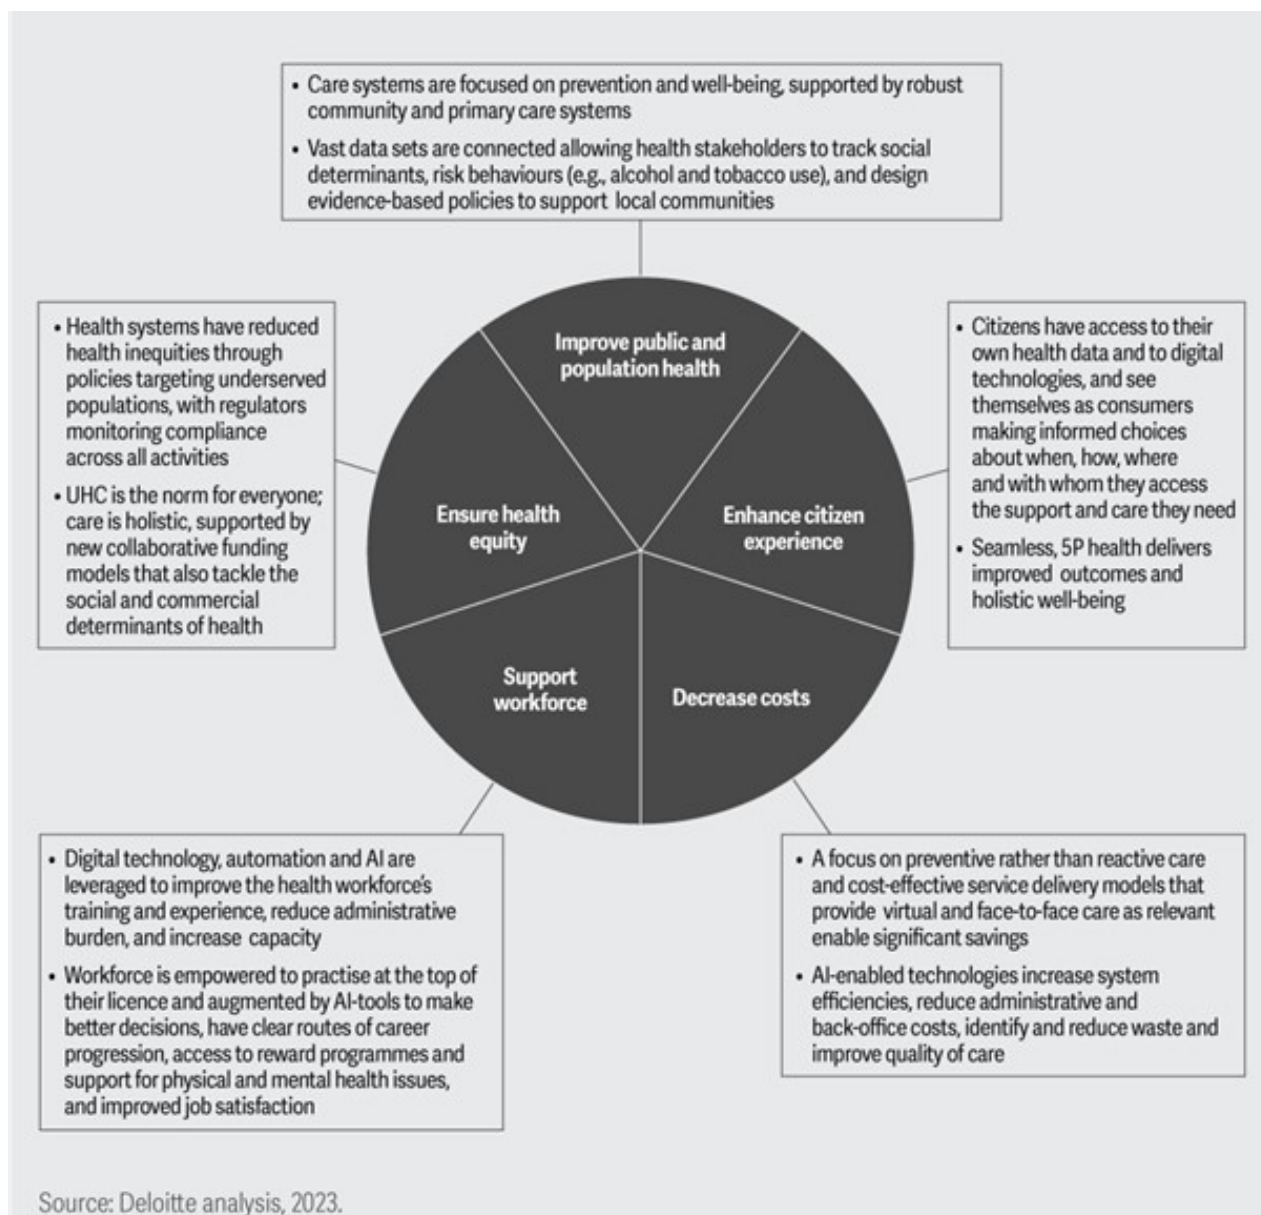 • Care systems are focused on prevention and well-being, supported by robust
community and primary care systems
• Vast data sets are connected allowing health stakeholders to track social
determinants, risk behaviours (e.g., alcohol and tobacco use), and design
evidence-based policies to support local communities
• Health systems have reduced
health inequities through
policies targeting underserved
populations, with regulators
monitoring compliance
across all activities
• UHC is the norm for everyone;
care is holistic, supported by
new collaborative funding
models that also tackle the
social and commercial
determinants of health
Improve public and
population health
Ensure health
equity
Enhance citizen
experience
Support
workforce
Decrease costs
• Citizens have access to their
own health data and to digital
technologies, and see
themselves as consumers
making informed choices
about when, how, where
and with whom they access
the support and care they need
• Seamless, 5P health delivers
improved outcomes and
holistic well-being
• Digital technology, automation and AI are
leveraged to improve the health workforce's
training and experience, reduce administrative
burden, and increase capacity
• Workforce is empowered to practise at the top of
their licence and augmented by AI-tools to make
better decisions, have clear routes of career
progression, access to reward programmes and
support for physical and mental health issues,
and improved job satisfaction
• A focus on preventive rather than reactive care
and cost-effective service delivery models that
provide virtual and face-to-face care as relevant
enable significant savings
• AI-enabled technologies increase system
efficiencies, reduce administrative and
back-office costs, identify and reduce waste and
improve quality of care
Source: Deloitte analysis, 2023.